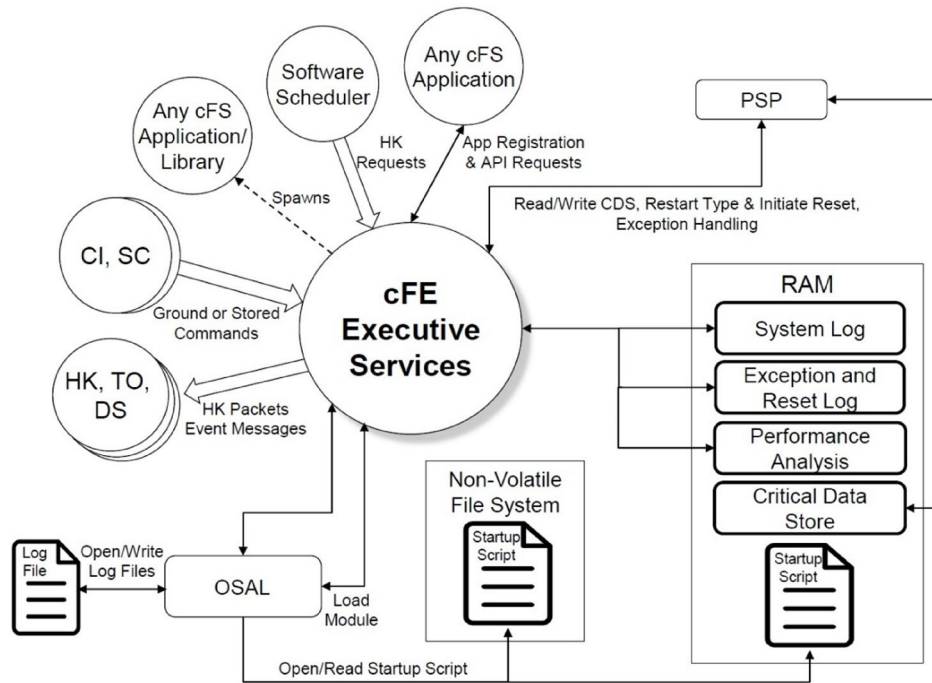 Any cFS
Application
Software
Scheduler
Any cFS
Application/
Library
PSP
HK
Requests
App Registration
& API Requests
Spawns
Read/Write CDS, Restart Type & Initiate Reset,
Exception Handling
CI, SC
Ground or Stored
Commands
cFE
Executive
Services
RAM
System Log
Exception and
Reset Log
Performance
Analysis
Critical Data
Store
HK, TO,
DS
HK Packets
Event Messages
Non-Volatile
File System
Startup
Script
Startup
Script
Log
File
Open/Write
Log Files
OSAL
Load
Module
Open/Read Startup Script